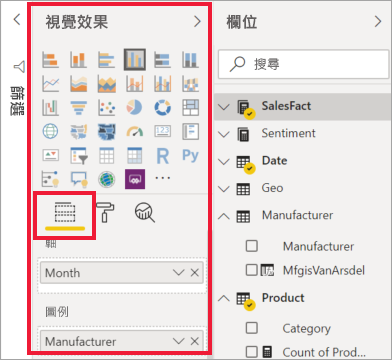 視覺效果
篩選
R Py
軸
Month
圖例
Manufacturer
欄位
搜尋
SalesFact
Sentiment
Date
Geo
Manufacturer
Manufacturer
MfgisVanArsdel
Product
Category
Count of Prod...